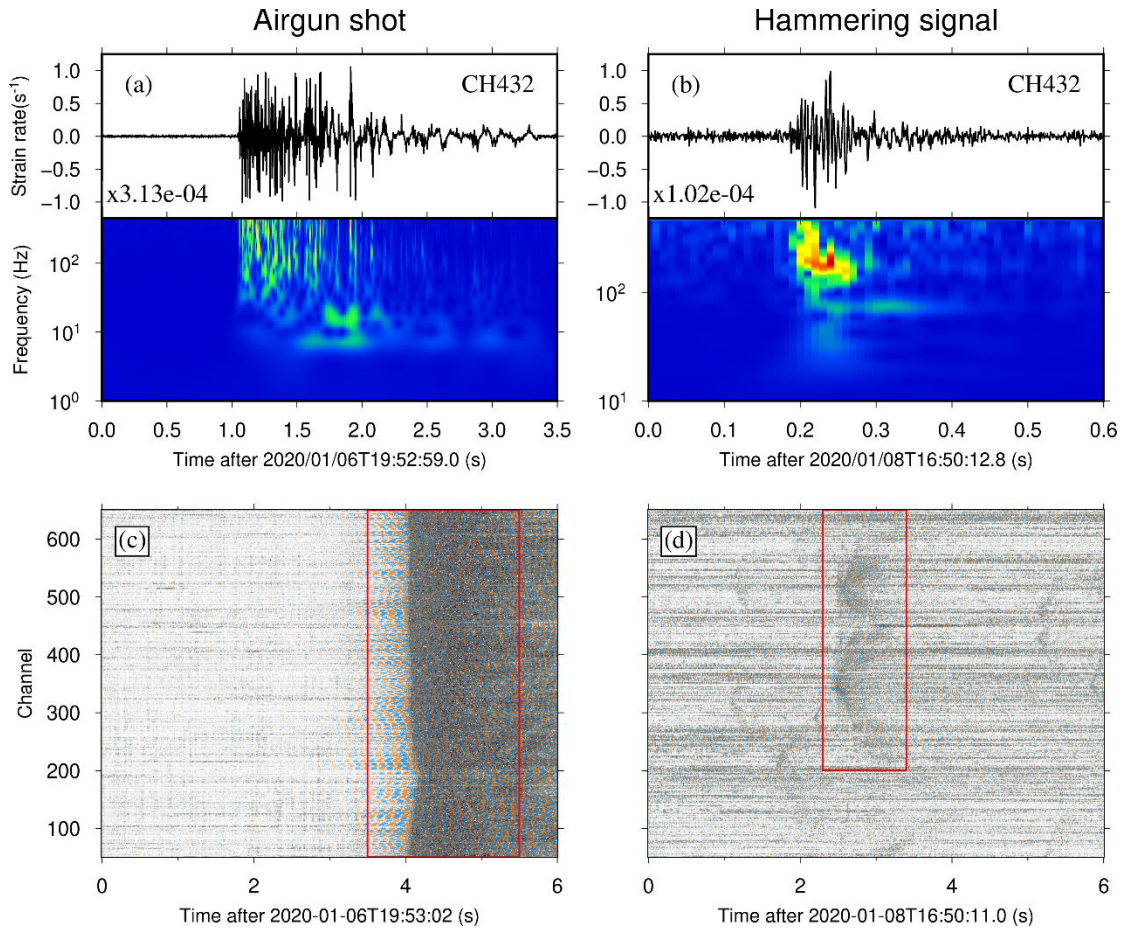 Airgun shot
Hammering signal
(a)
CH432
1.0
0.5
0.0
−0.5
−1.0
Strain rate(s⁻¹)
x3.13e-04
(b)
CH432
1.0
0.5
0.0
−0.5
−1.0
x1.02e-04
Frequency (Hz)
10²
10¹
10⁰
0.0 0.5 1.0 1.5 2.0 2.5 3.0 3.5
Time after 2020/01/06T19:52:59.0 (s)
10²
10¹
0.0 0.1 0.2 0.3 0.4 0.5 0.6
Time after 2020/01/08T16:50:12.8 (s)
(c)
Channel
600
500
400
300
200
100
0 2 4 6
Time after 2020-01-06T19:53:02 (s)
(d)
0 2 4 6
Time after 2020-01-08T16:50:11.0 (s)